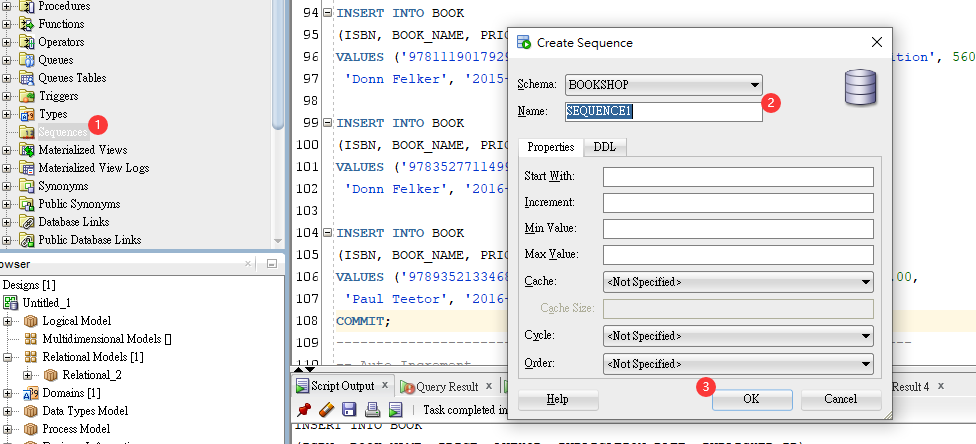 Procedures
Functions
Operators
Queues
Queues Tables
Triggers
Types
Sequences 1
Materialized Views
Materialized View Logs
Synonyms
Public Synonyms
Database Links
Public Database Links
owser
Designs [1]
Untitled_1
Logical Model
Multidimensional Models []
Relational Models [1]
Relational_2
Domains [1]
Data Types Model
Process Model
94 INSERT INTO BOOK
95 (ISBN, BOOK_NAME, PRIC
96 VALUES ('9781119017929 ition', 560
97 'Donn Felker', '2015-
98
99 INSERT INTO BOOK
100 (ISBN, BOOK_NAME, PRIC
101 VALUES ('9783527711499
102 'Donn Felker', '2016-
103
104 INSERT INTO BOOK
105 (ISBN, BOOK_NAME, PRIC
106 VALUES ('9789352133468 .00,
107 'Paul Teetor', '2016-
108 COMMIT;
109
110 -- Auto Increment
Script Output x Query Result x Result 4 x
Task completed in
INSERT INTO BOOK
Create Sequence
Schema: BOOKSHOP
Name: SEQUENCE1 2
Properties DDL
Start With:
Increment:
Min Value:
Max Value:
Cache: <Not Specified>
Cache Size:
Cycle: <Not Specified>
Order: <Not Specified>
3
Help OK Cancel